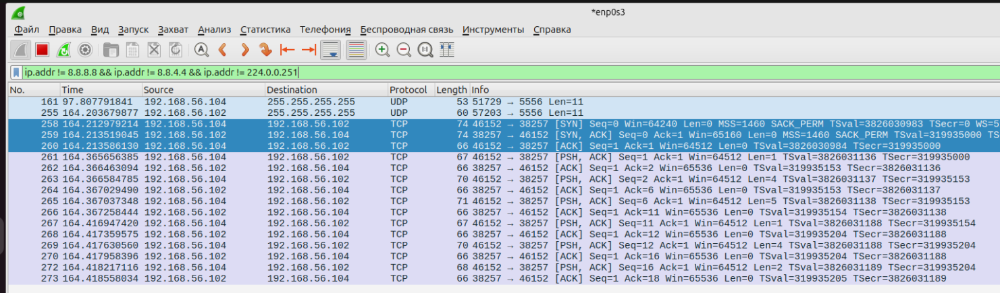 *enp0s3
Файл Правка Вид Запуск Захват Анализ Статистика Телефония Беспроводная связь Инструменты Справка
ip.addr != 8.8.8.8 && ip.addr != 8.8.4.4 && ip.addr != 224.0.0.251
No. Time Source Destination Protocol Length Info
161 97.807791841 192.168.56.104 255.255.255.255 UDP 53 51729 → 5556 Len=11
255 164.203679877 192.168.56.102 255.255.255.255 UDP 60 57203 → 5556 Len=11
258 164.212979214 192.168.56.104 192.168.56.102 TCP 74 46152 → 38257 [SYN] Seq=0 Win=64240 Len=0 MSS=1460 SACK_PERM TSval=3826030983 TSecr=0 WS=5
259 164.213519045 192.168.56.102 192.168.56.104 TCP 74 38257 → 46152 [SYN, ACK] Seq=0 Ack=1 Win=65160 Len=0 MSS=1460 SACK_PERM TSval=319935000 TS
260 164.213586130 192.168.56.104 192.168.56.102 TCP 66 46152 → 38257 [ACK] Seq=1 Ack=1 Win=64512 Len=0 TSval=3826030984 TSecr=319935000
261 164.365656385 192.168.56.104 192.168.56.102 TCP 67 46152 → 38257 [PSH, ACK] Seq=1 Ack=1 Win=64512 Len=1 TSval=3826031136 TSecr=319935000
262 164.366463094 192.168.56.102 192.168.56.104 TCP 66 38257 → 46152 [ACK] Seq=1 Ack=2 Win=65536 Len=0 TSval=319935153 TSecr=3826031136
263 164.366584785 192.168.56.104 192.168.56.102 TCP 70 46152 → 38257 [PSH, ACK] Seq=2 Ack=1 Win=64512 Len=4 TSval=3826031137 TSecr=319935153
264 164.367029490 192.168.56.102 192.168.56.104 TCP 66 38257 → 46152 [ACK] Seq=1 Ack=6 Win=65536 Len=0 TSval=319935153 TSecr=3826031137
265 164.367037348 192.168.56.104 192.168.56.102 TCP 71 46152 → 38257 [PSH, ACK] Seq=6 Ack=1 Win=64512 Len=5 TSval=3826031138 TSecr=319935153
266 164.367258444 192.168.56.102 192.168.56.104 TCP 66 38257 → 46152 [ACK] Seq=1 Ack=11 Win=65536 Len=0 TSval=319935154 TSecr=3826031138
267 164.416947420 192.168.56.104 192.168.56.102 TCP 67 46152 → 38257 [PSH, ACK] Seq=11 Ack=1 Win=64512 Len=1 TSval=3826031188 TSecr=319935154
268 164.417359575 192.168.56.102 192.168.56.104 TCP 66 38257 → 46152 [ACK] Seq=1 Ack=12 Win=65536 Len=0 TSval=319935204 TSecr=3826031188
269 164.417630560 192.168.56.104 192.168.56.102 TCP 70 46152 → 38257 [PSH, ACK] Seq=12 Ack=1 Win=64512 Len=4 TSval=3826031188 TSecr=319935204
270 164.417958396 192.168.56.102 192.168.56.104 TCP 66 38257 → 46152 [ACK] Seq=1 Ack=16 Win=65536 Len=0 TSval=319935204 TSecr=3826031188
272 164.418217116 192.168.56.104 192.168.56.102 TCP 68 46152 → 38257 [PSH, ACK] Seq=16 Ack=1 Win=64512 Len=2 TSval=3826031189 TSecr=319935204
273 164.418558034 192.168.56.102 192.168.56.104 TCP 66 38257 → 46152 [ACK] Seq=1 Ack=18 Win=65536 Len=0 TSval=319935205 TSecr=3826031189